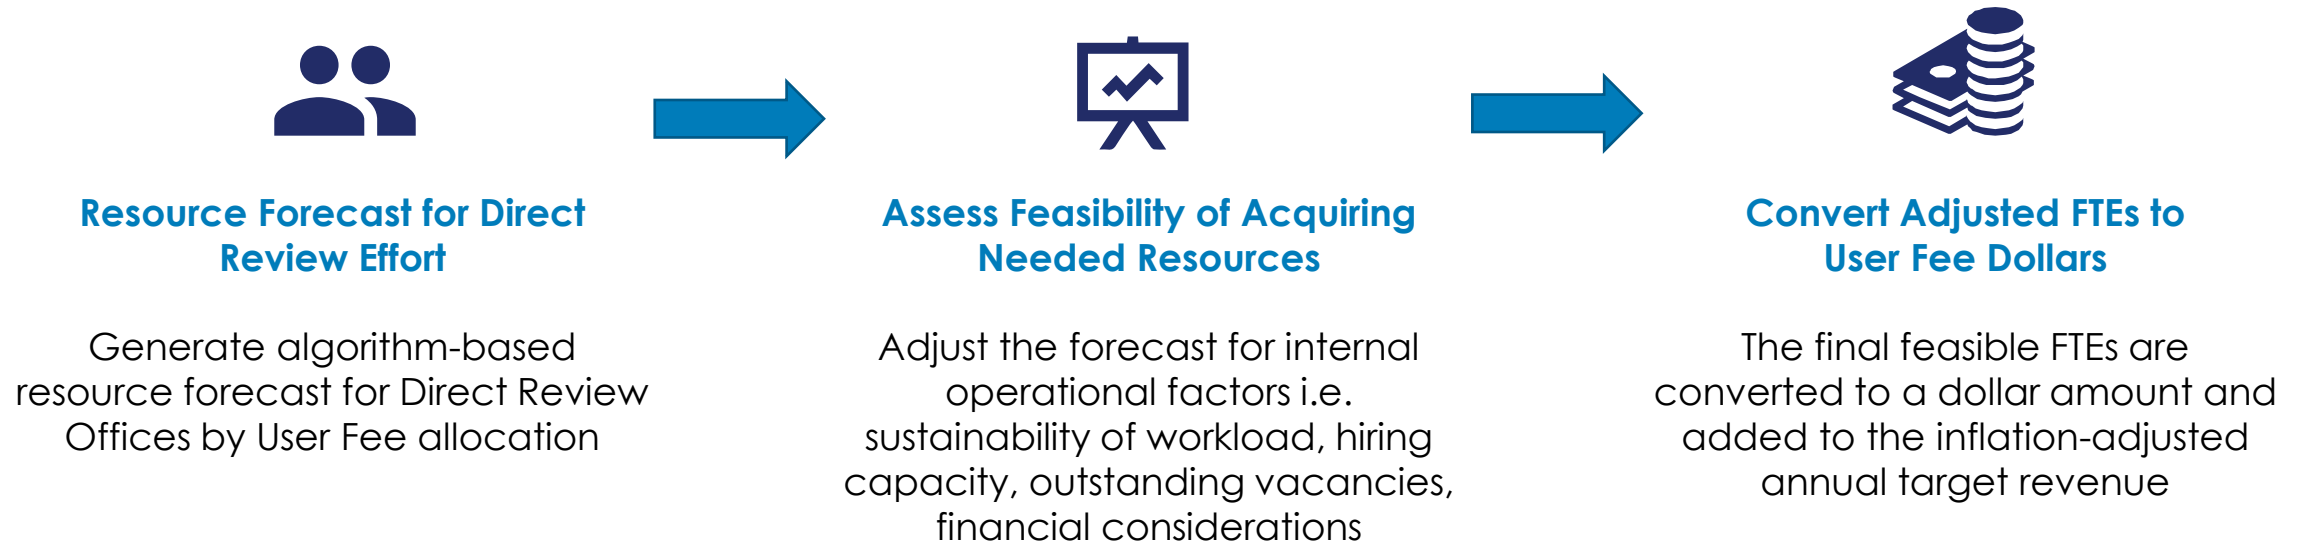 Resource Forecast for Direct
Review Effort
Generate algorithm-based
resource forecast for Direct Review
Offices by User Fee allocation
Assess Feasibility of Acquiring
Needed Resources
Adjust the forecast for internal
operational factors i.e.
sustainability of workload, hiring
capacity, outstanding vacancies,
financial considerations
Convert Adjusted FTEs to
User Fee Dollars
The final feasible FTEs are
converted to a dollar amount and
added to the inflation-adjusted
annual target revenue